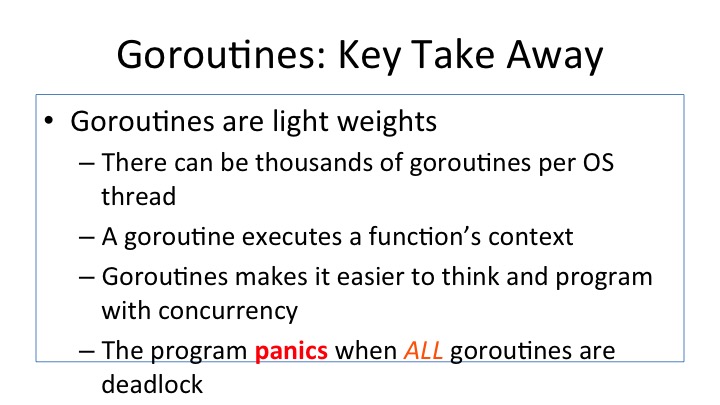 Goroutines: Key Take Away
• Goroutines are light weights
– There can be thousands of goroutines per OS
thread
– A goroutine executes a function’s context
– Goroutines makes it easier to think and program
with concurrency
– The program panics when ALL goroutines are
deadlock